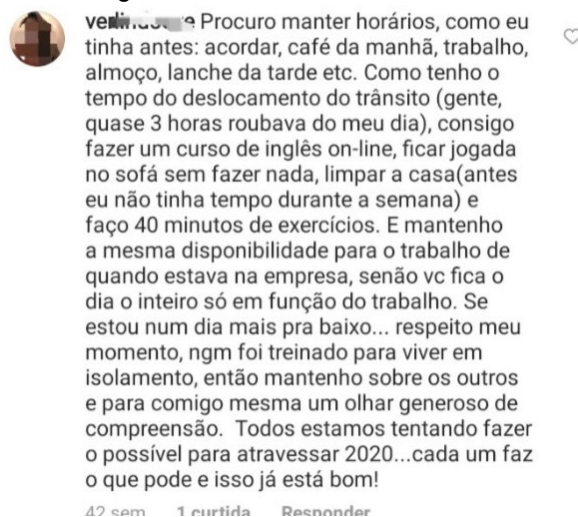 Procuro manter horários, como eu
tinha antes: acordar, café da manhã, trabalho,
almoço, lanche da tarde etc. Como tenho o
tempo do deslocamento do trânsito (gente,
quase 3 horas roubava do meu dia), consigo
fazer um curso de inglês on-line, ficar jogada
no sofá sem fazer nada, limpar a casa(antes
eu não tinha tempo durante a semana) e
faço 40 minutos de exercícios. E mantenho
a mesma disponibilidade para o trabalho de
quando estava na empresa, senão vc fica o
dia o inteiro só em função do trabalho. Se
estou num dia mais pra baixo... respeito meu
momento, ngm foi treinado para viver em
isolamento, então mantenho sobre os outros
e para comigo mesma um olhar generoso de
compreensão. Todos estamos tentando fazer
o possível para atravessar 2020...cada um faz
o que pode e isso já está bom!
42 sem 1 curtida Responder